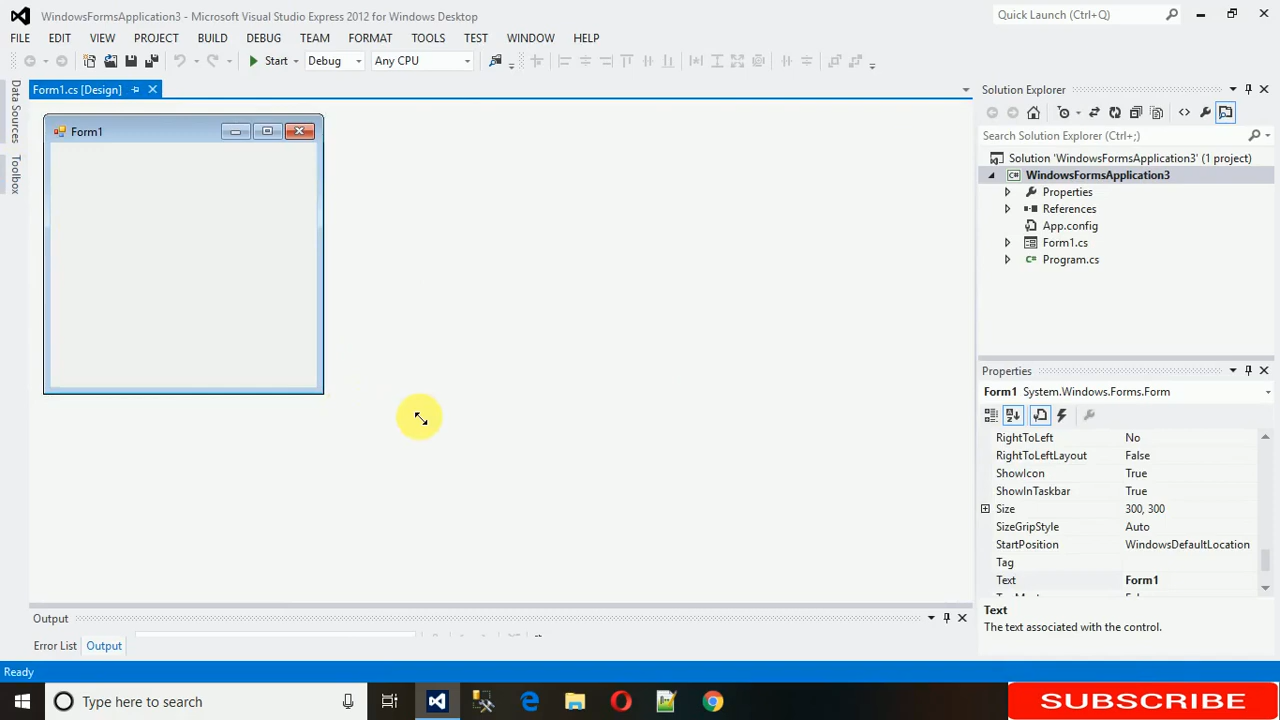 WindowsFormsApplication3 - Microsoft Visual Studio Express 2012 for Windows Desktop
Quick Launch (Ctrl+Q)
FILE EDIT VIEW PROJECT BUILD DEBUG TEAM FORMAT TOOLS TEST WINDOW HELP
Start Debug Any CPU
Data Sources
Toolbox
Form1.cs [Design]
Form1
Solution Explorer
Search Solution Explorer (Ctrl+;)
Solution 'WindowsFormsApplication3' (1 project)
C# WindowsFormsApplication3
Properties
References
App.config
Form1.cs
C# Program.cs
Properties
Form1 System.Windows.Forms.Form
RightToLeft No
RightToLeftLayout False
ShowIcon True
ShowInTaskbar True
Size 300, 300
SizeGripStyle Auto
StartPosition WindowsDefaultLocation
Tag
Text Form1
Text
The text associated with the control.
Output
Error List Output
Ready
Type here to search
SUBSCRIBE